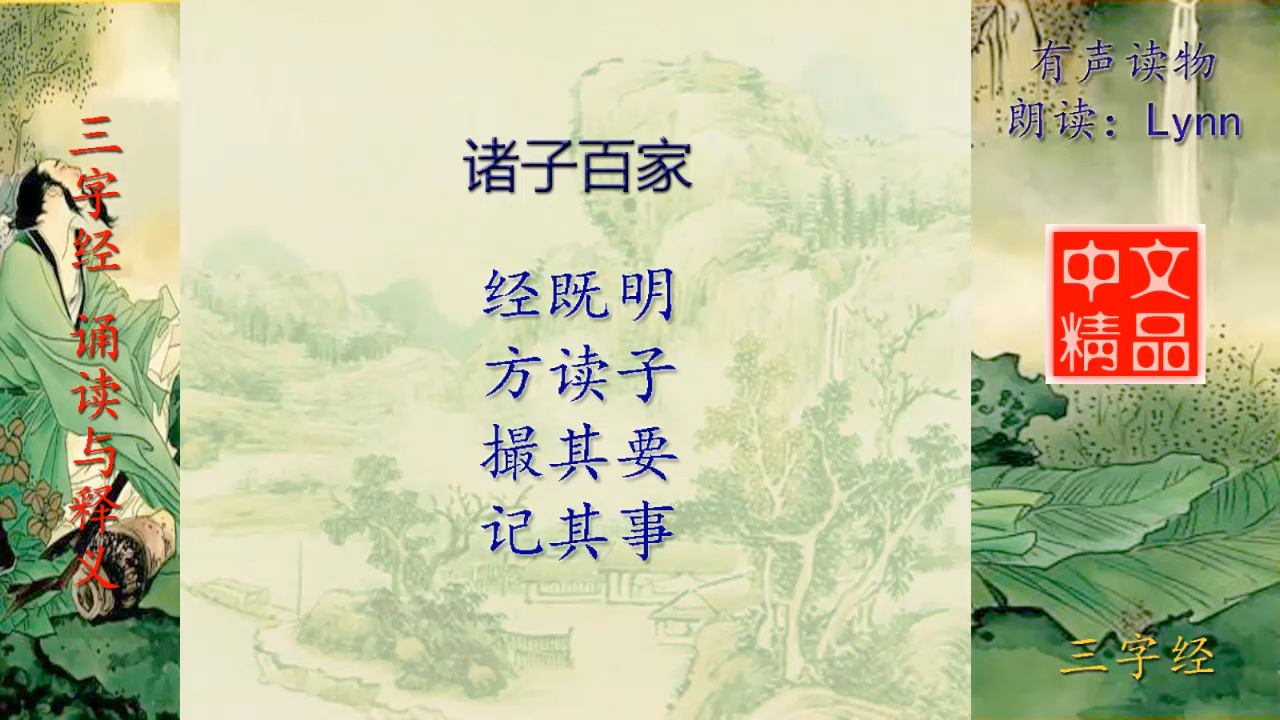 三字经 诵读与释义
诸子百家
经既明
方读子
撮其要
记其事
有声读物
朗读：Lynn
中文
精品
三字经